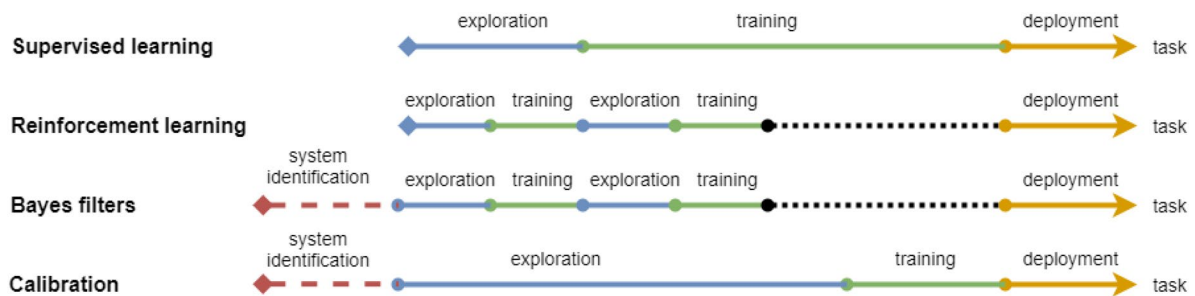 exploration training deployment
Supervised learning task
exploration training exploration training deployment
Reinforcement learning task
system
identification exploration training exploration training deployment
Bayes filters task
system
identification exploration training deployment
Calibration task